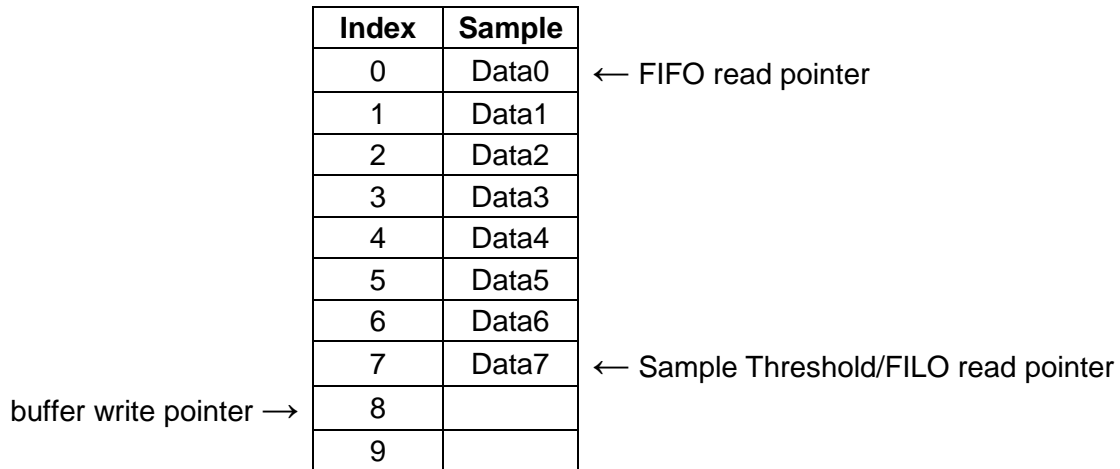 Index Sample
0 Data0 ← FIFO read pointer
1 Data1
2 Data2
3 Data3
4 Data4
5 Data5
6 Data6
7 Data7 ← Sample Threshold/FILO read pointer
buffer write pointer → 8
9